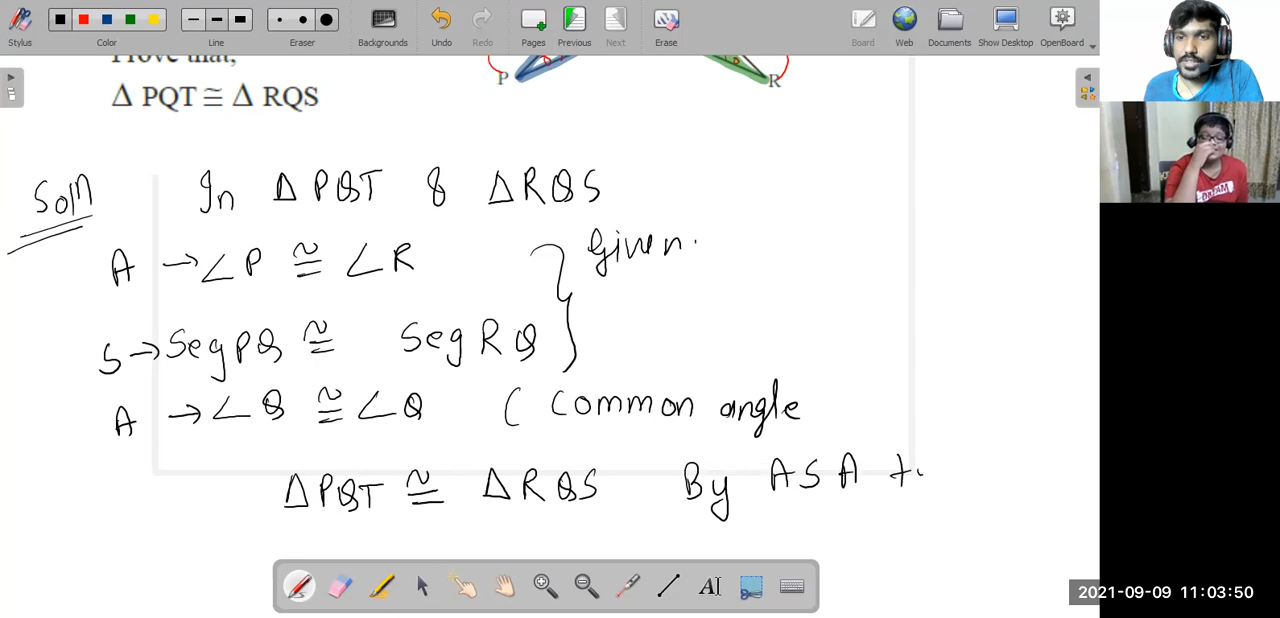 Stylus
Color
Line
Eraser
Backgrounds
Undo
Redo
Pages
Previous
Next
Erase
Board
Web
Documents
Show Desktop
OpenBoard
Prove that,
Δ PQT ≅ Δ RQS
P
R
Soln
In Δ PQT & Δ RQS
A → ∠P ≅ ∠R
Given.
S → Seg PQ ≅ Seg RQ
A → ∠Q ≅ ∠Q ( Common angle
Δ PQT ≅ Δ RQS By ASA t
2021-09-09 11:03:50